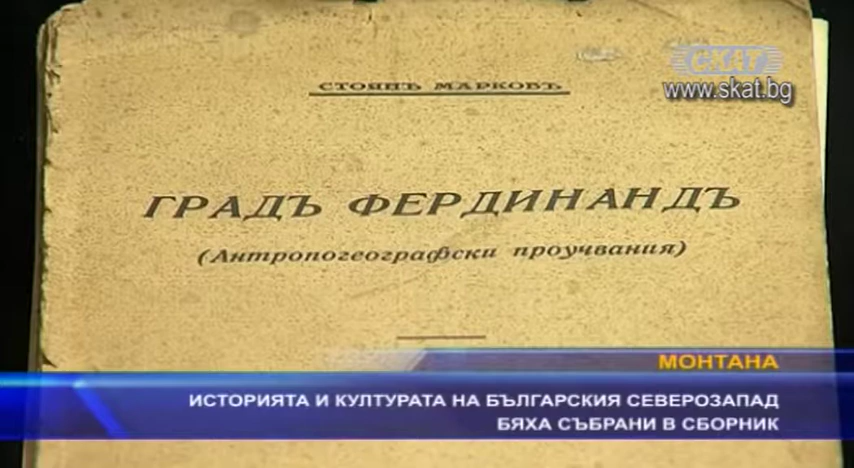 СКАТ
www.skat.bg
СТОЯНЪ МАРКОВЪ
ГРАДЪ ФЕРДИНАНДЪ
(Антропогеографски проучвания)
МОНТАНА
ИСТОРИЯТА И КУЛТУРАТА НА БЪЛГАРСКИЯ СЕВЕРОЗАПАД
БЯХА СЪБРАНИ В СБОРНИК